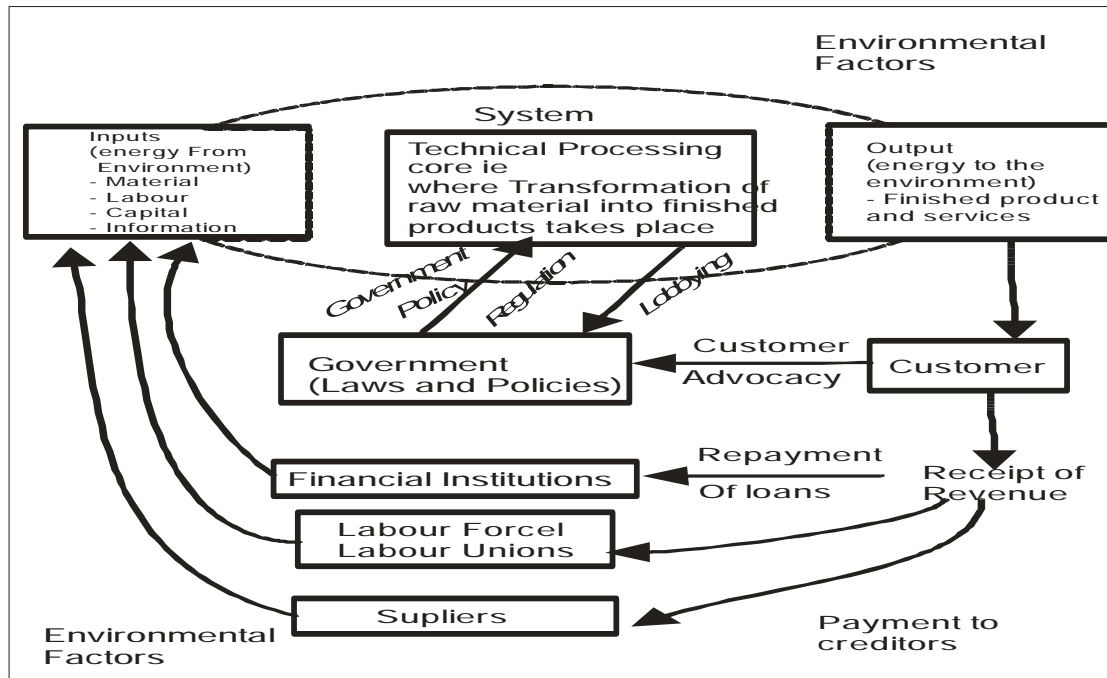 Environmental
Factors
System
Inputs
(energy From
Environment)
- Material
- Labour
- Capital
- Information
Technical Processing
core ie
where Transformation of
raw material into finished
products takes place
Output
(energy to the
environment)
- Finished product
and services
Government
Policy
Regulation
Lobbying
Government
(Laws and Policies)
Customer
Advocacy
Customer
Financial Institutions
Repayment
Of loans
Receipt of
Revenue
Labour Forcel
Labour Unions
Supliers
Environmental
Factors
Payment to
creditors